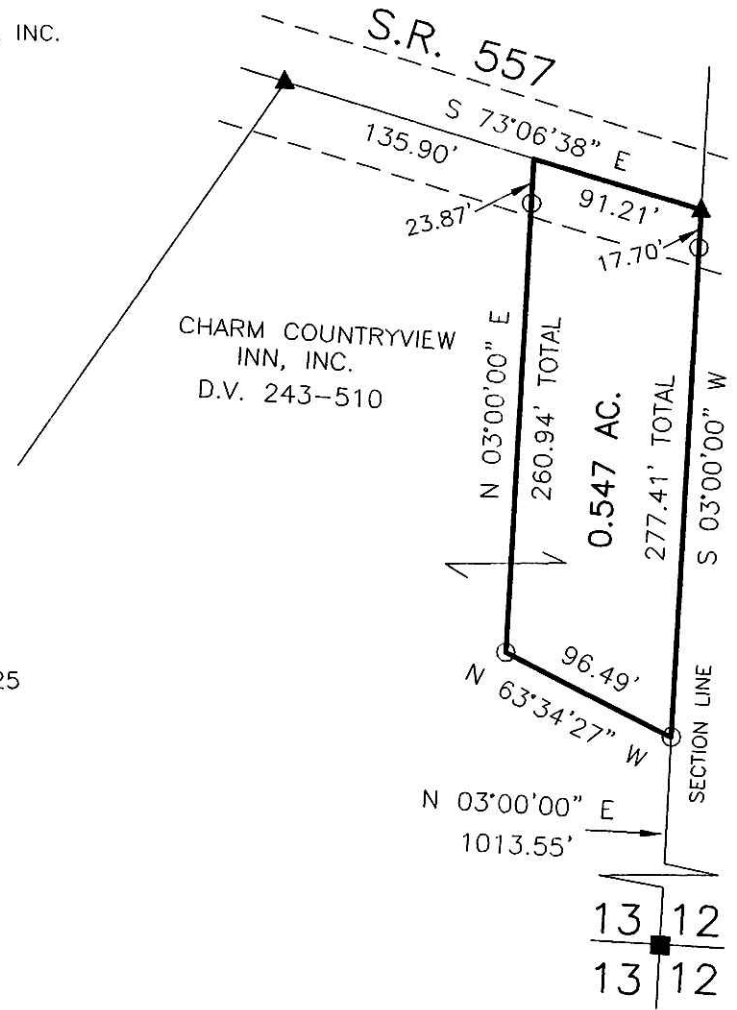 INC.
S.R. 557
S 73°06'38" E
135.90'
91.21'
23.87'
17.70'
CHARM COUNTRYVIEW
INN, INC.
D.V. 243-510
N 03°00'00" E
260.94' TOTAL
0.547 AC.
277.41' TOTAL
S 03°00'00" W
25
96.49'
N 63°34'27" W
SECTION LINE
N 03°00'00" E
1013.55'
13 12
13 12